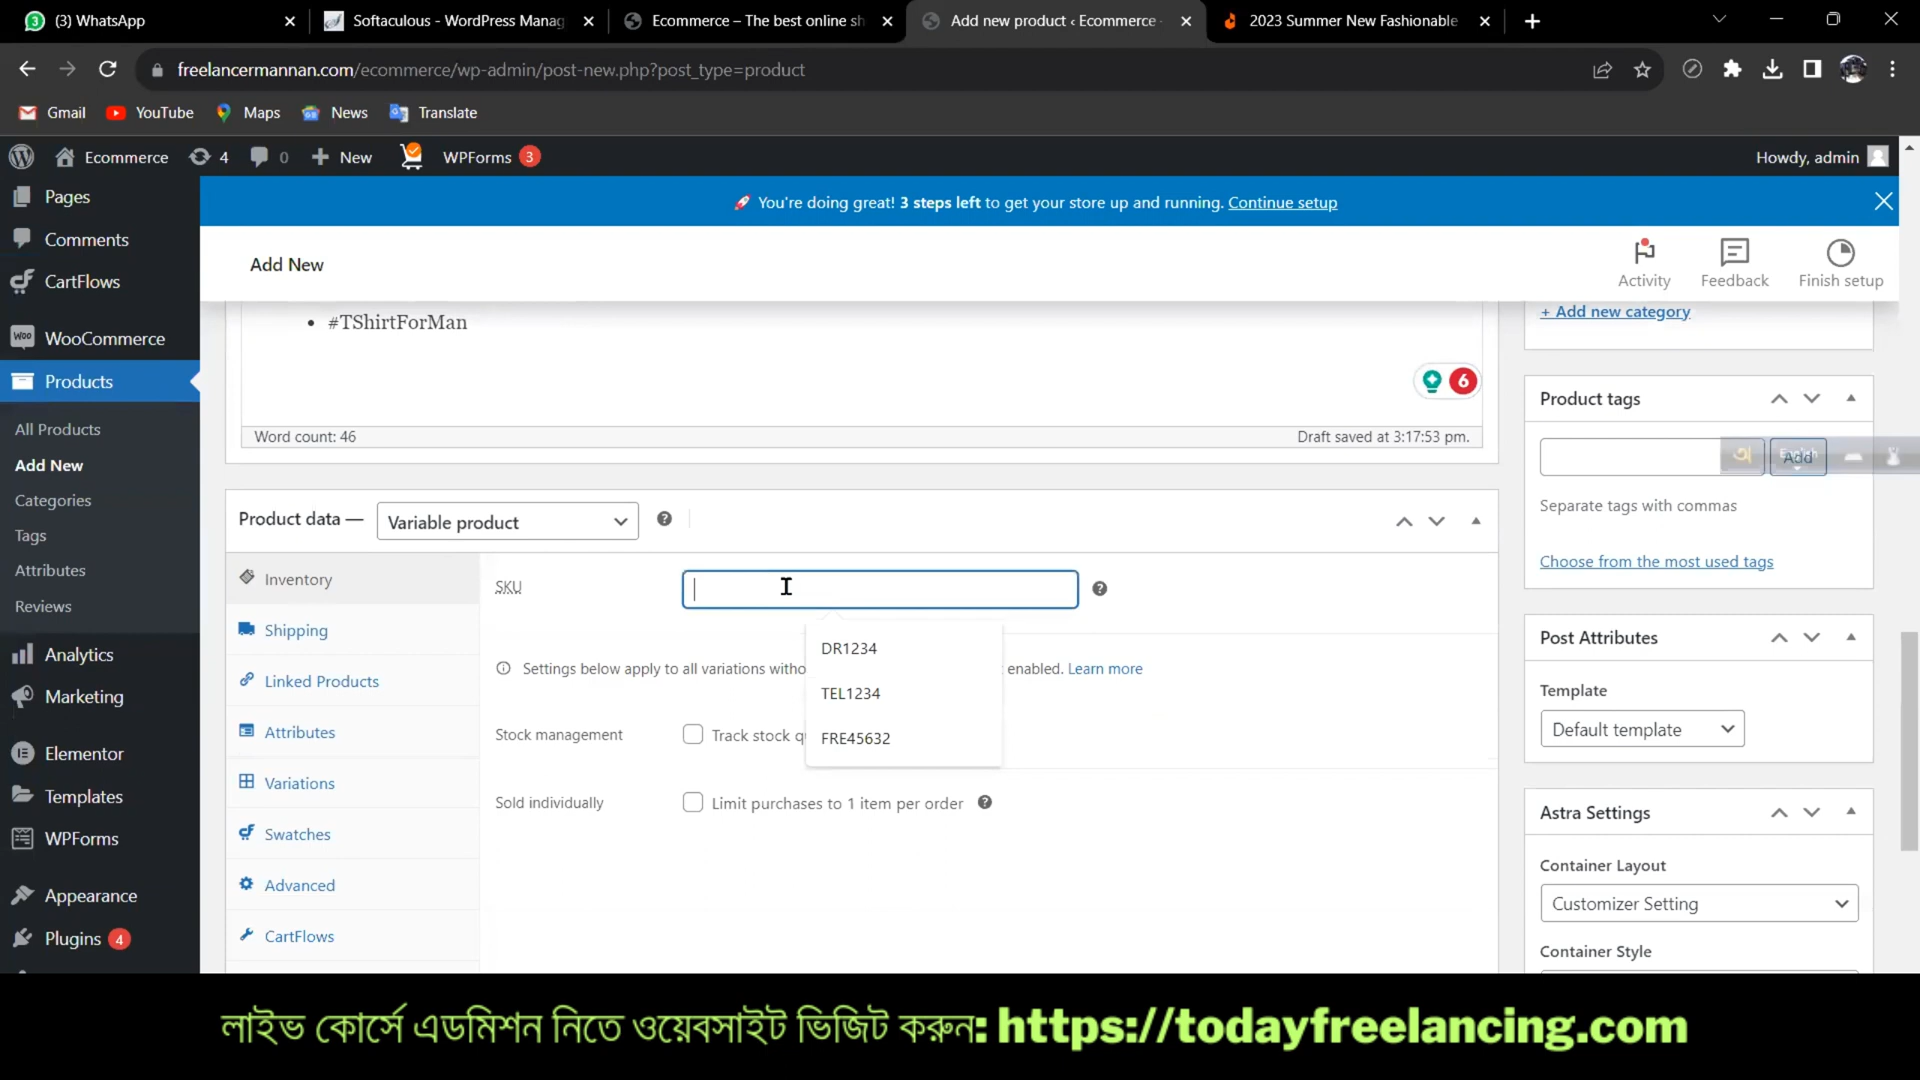 (3) WhatsApp
Softaculous - WordPress Manag
Ecommerce – The best online sh
Add new product ‹ Ecommerce -
2023 Summer New Fashionable
freelancermannan.com/ecommerce/wp-admin/post-new.php?post_type=product
Gmail YouTube Maps News Translate
Ecommerce 4 0 New WPForms 3 Howdy, admin
You're doing great! 3 steps left to get your store up and running. Continue setup
Add New
Activity Feedback Finish setup
Pages
Comments
CartFlows
WooCommerce
Products
All Products
Add New
Categories
Tags
Attributes
Reviews
Analytics
Marketing
Elementor
Templates
WPForms
Appearance
Plugins 4
• #TShirtForMan
6
Word count: 46 Draft saved at 3:17:53 pm.
Product data — Variable product
Inventory
Shipping
Linked Products
Attributes
Variations
Swatches
Advanced
CartFlows
SKU
DR1234
TEL1234
FRE45632
Settings below apply to all variations witho enabled. Learn more
Stock management Track stock q
Sold individually Limit purchases to 1 item per order
+ Add new category
Product tags
Add
Separate tags with commas
Choose from the most used tags
Post Attributes
Template
Default template
Astra Settings
Container Layout
Customizer Setting
Container Style
লাইভ কোর্সে এডমিশন নিতে ওয়েবসাইট ভিজিট করুন: https://todayfreelancing.com